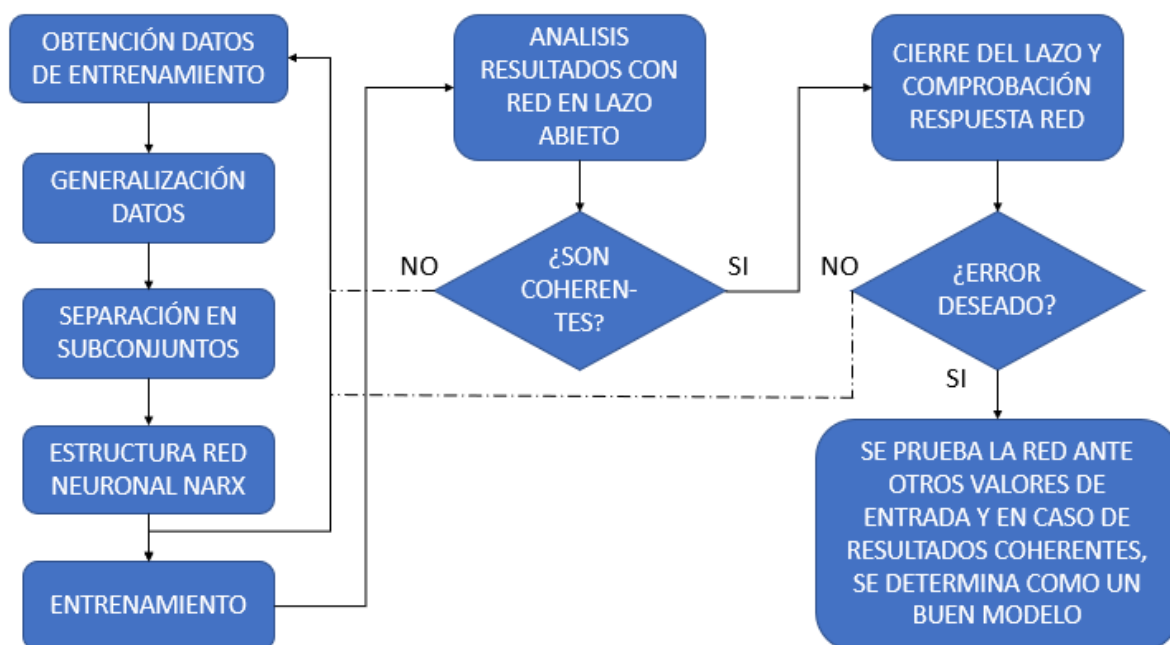 OBTENCIÓN DATOS
DE ENTRENAMIENTO
GENERALIZACIÓN
DATOS
SEPARACIÓN EN
SUBCONJUNTOS
ESTRUCTURA RED
NEURONAL NARX
ENTRENAMIENTO
ANALISIS
RESULTADOS CON
RED EN LAZO
ABIETO
¿SON
COHEREN-
TES?
NO
SI
CIERRE DEL LAZO Y
COMPROBACIÓN
RESPUESTA RED
¿ERROR
DESEADO?
NO
SI
SE PRUEBA LA RED ANTE
OTROS VALORES DE
ENTRADA Y EN CASO DE
RESULTADOS COHERENTES,
SE DETERMINA COMO UN
BUEN MODELO